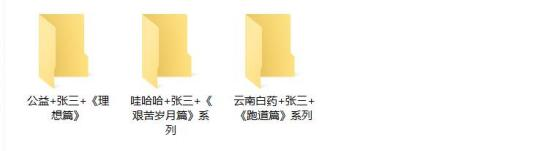 公益+张三+《理
想篇》
哇哈哈+张三+《
艰苦岁月篇》系
列
云南白药+张三+
《跑道篇》系列